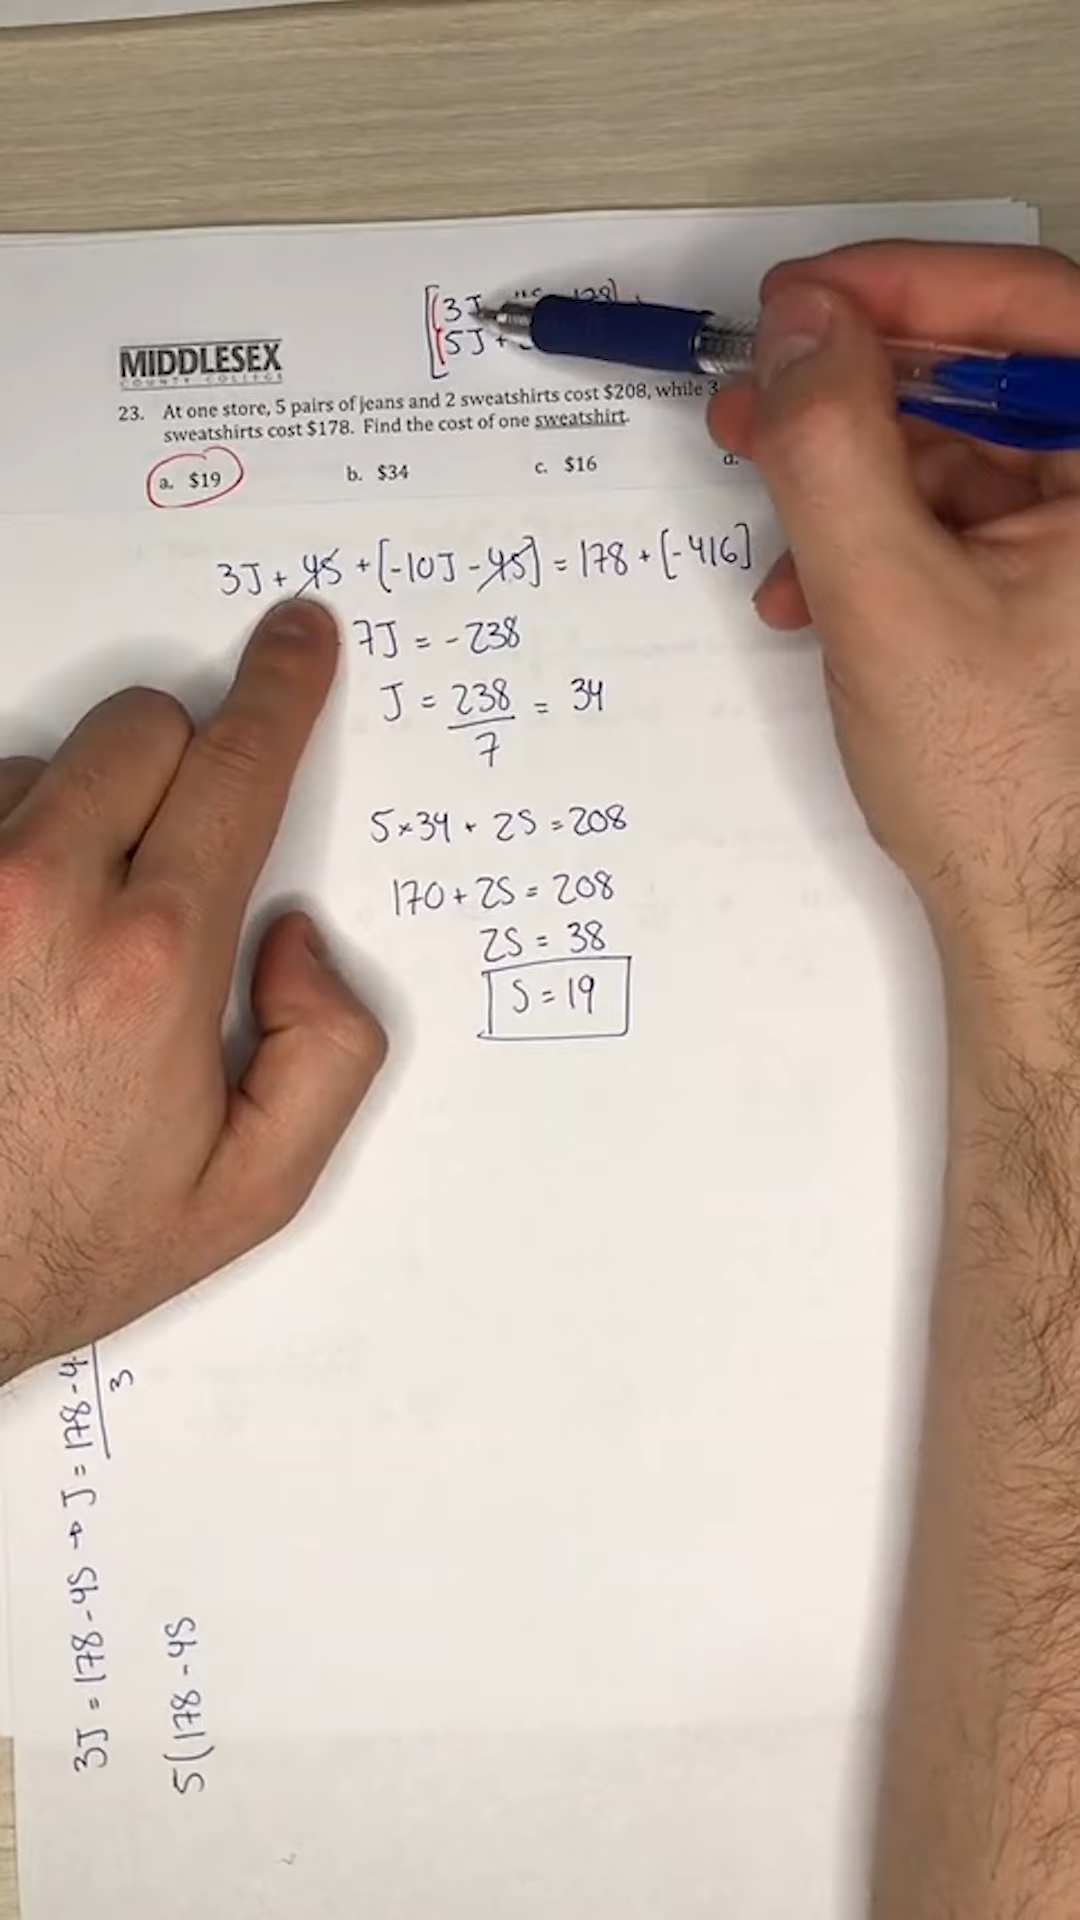 3J
5J +
MIDDLESEX
COUNTY COLLEGE
23. At one store, 5 pairs of jeans and 2 sweatshirts cost $208, while 3
sweatshirts cost $178. Find the cost of one sweatshirt.
a. $19 b. $34 c. $16 d.
3J + 4S + [-10J - 4S] = 178 + [-416]
7J = -238
J = 238/7 = 34
5×34 + 2S = 208
170 + 2S = 208
2S = 38
S = 19
3J = 178 - 4S → J = 178 - 4
3
5(178 - 4S